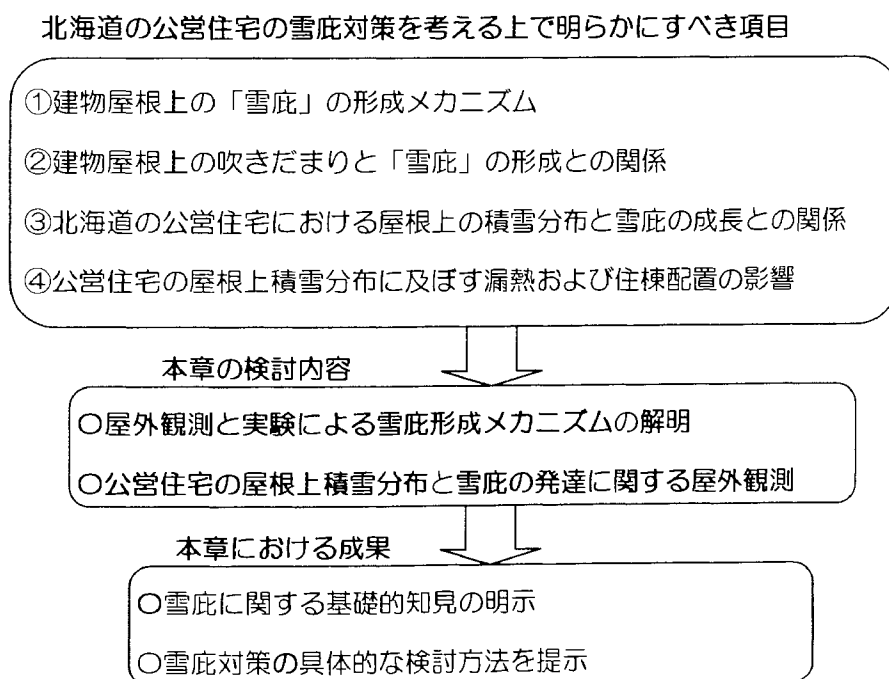 北海道の公営住宅の雪庇対策を考える上で明らかにすべき項目
①建物屋根上の「雪庇」の形成メカニズム
②建物屋根上の吹きだまりと「雪庇」の形成との関係
③北海道の公営住宅における屋根上の積雪分布と雪庇の成長との関係
④公営住宅の屋根上積雪分布に及ぼす漏熱および住棟配置の影響
本章の検討内容
〇屋外観測と実験による雪庇形成メカニズムの解明
〇公営住宅の屋根上積雪分布と雪庇の発達に関する屋外観測
本章における成果
〇雪庇に関する基礎的知見の明示
〇雪庇対策の具体的な検討方法を提示